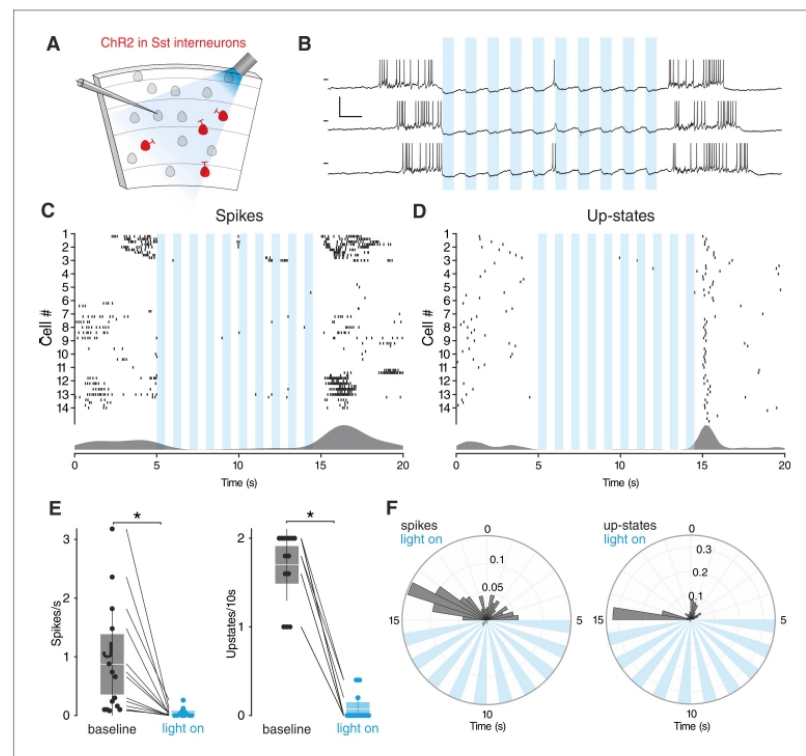 A
ChR2 in Sst interneurons
B
C
Spikes
Cell #
1
2
3
4
5
6
7
8
9
10
11
12
13
14
0
5
10
15
20
Time (s)
D
Up-states
Cell #
1
2
3
4
5
6
7
8
9
10
11
12
13
14
0
5
10
15
20
Time (s)
E
*
Spikes/s
3
2
1
0
baseline
light on
*
Upstates/10s
2
1
0
baseline
light on
F
spikes
light on
0
0.1
0.05
15
5
10
Time (s)
up-states
light on
0
0.3
0.2
0.1
15
5
10
Time (s)